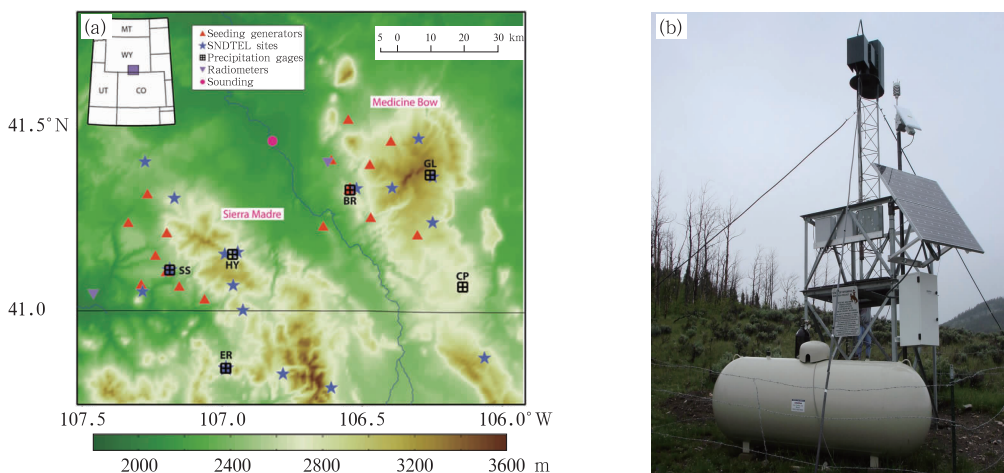 (a)
MT
WY
UT
CO
Seeding generators
SNDTEL sites
Precipitation gages
Radiometers
Sounding
5 0 10 20 30 km
Medicine Bow
GL
BR
Sierra Madre
HY
SS
CP
ER
41.5°N
41.0
107.5 107.0 106.5 106.0°W
2000 2400 2800 3200 3600 m
(b)